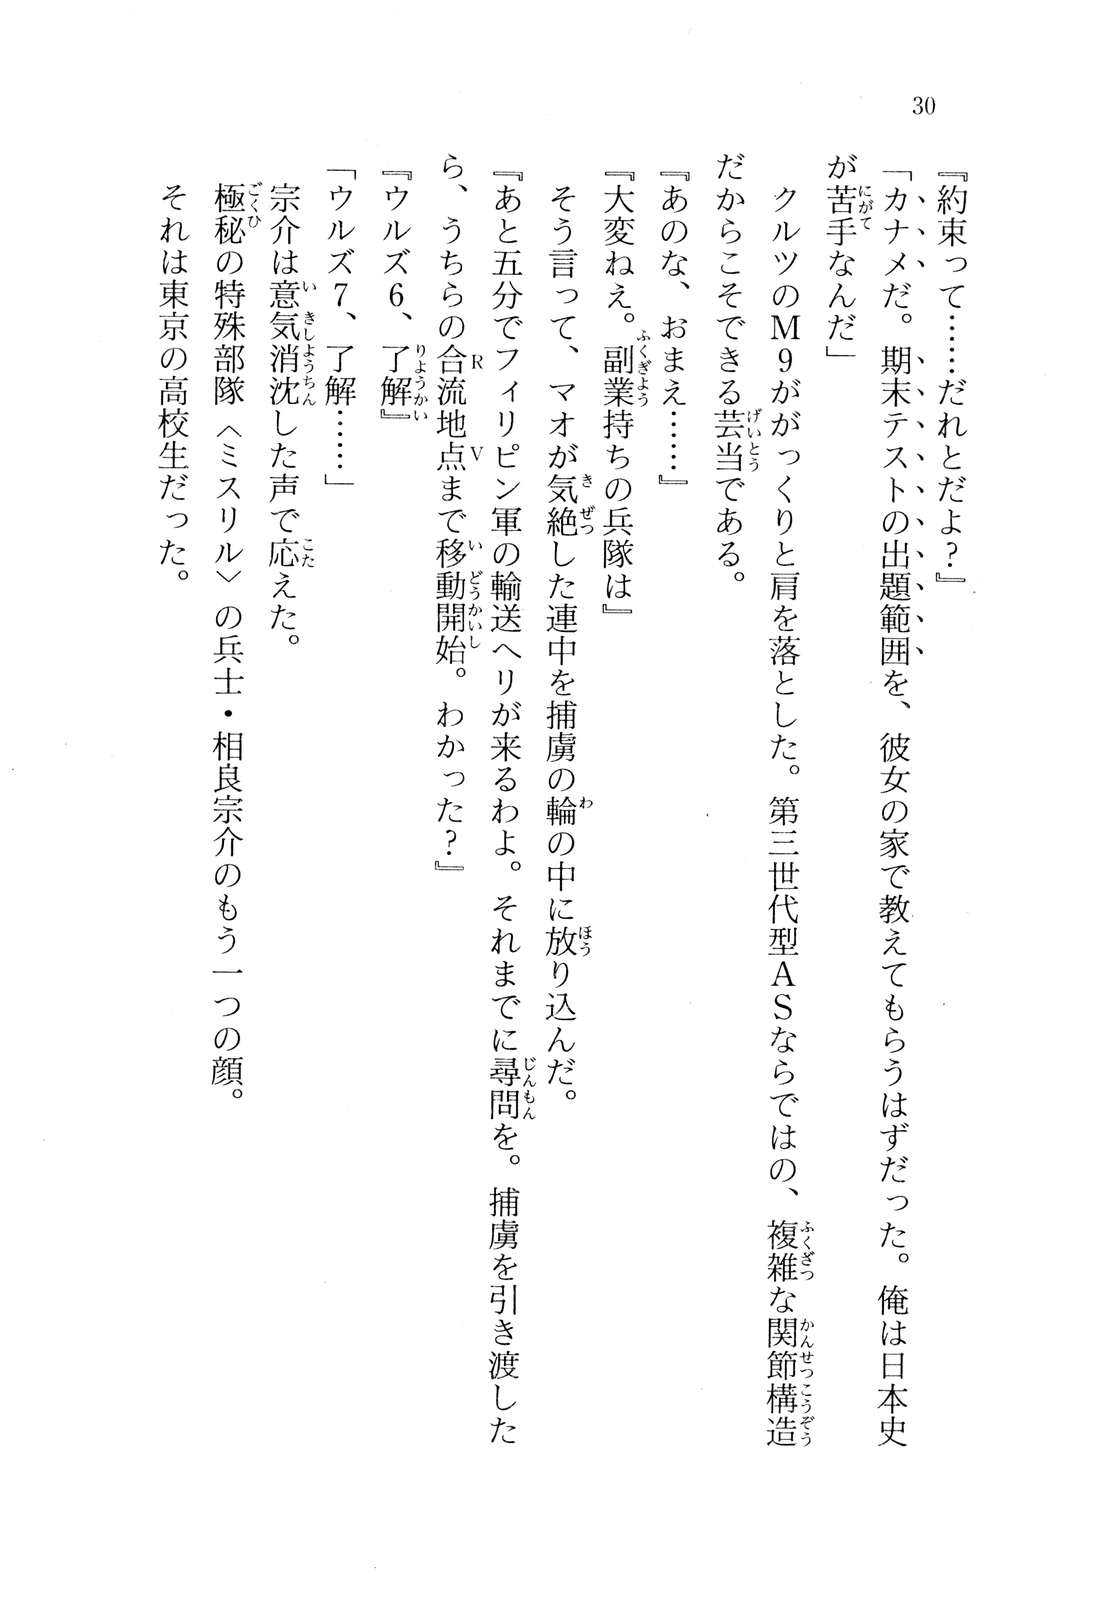 30
『約束って……だれとだよ？』
「カナメだ。期末テストの出題範囲を、彼女の家で教えてもらうはずだった。俺は日本史
が苦手なんだ」
クルツのＭ９ががっくりと肩を落とした。第三世代型ＡＳならではの、複雑な関節構造
だからこそできる芸当である。
『あのな、おまえ……』
『大変ねえ。副業持ちの兵隊は』
そう言って、マオが気絶した連中を捕虜の輪の中に放り込んだ。
『あと五分でフィリピン軍の輸送ヘリが来るわよ。それまでに尋問を。捕虜を引き渡した
ら、うちらの合流地点まで移動開始。わかった？』
『ウルズ６、了解』
「ウルズ７、了解……」
宗介は意気消沈した声で応えた。
極秘の特殊部隊〈ミスリル〉の兵士・相良宗介のもう一つの顔。
それは東京の高校生だった。